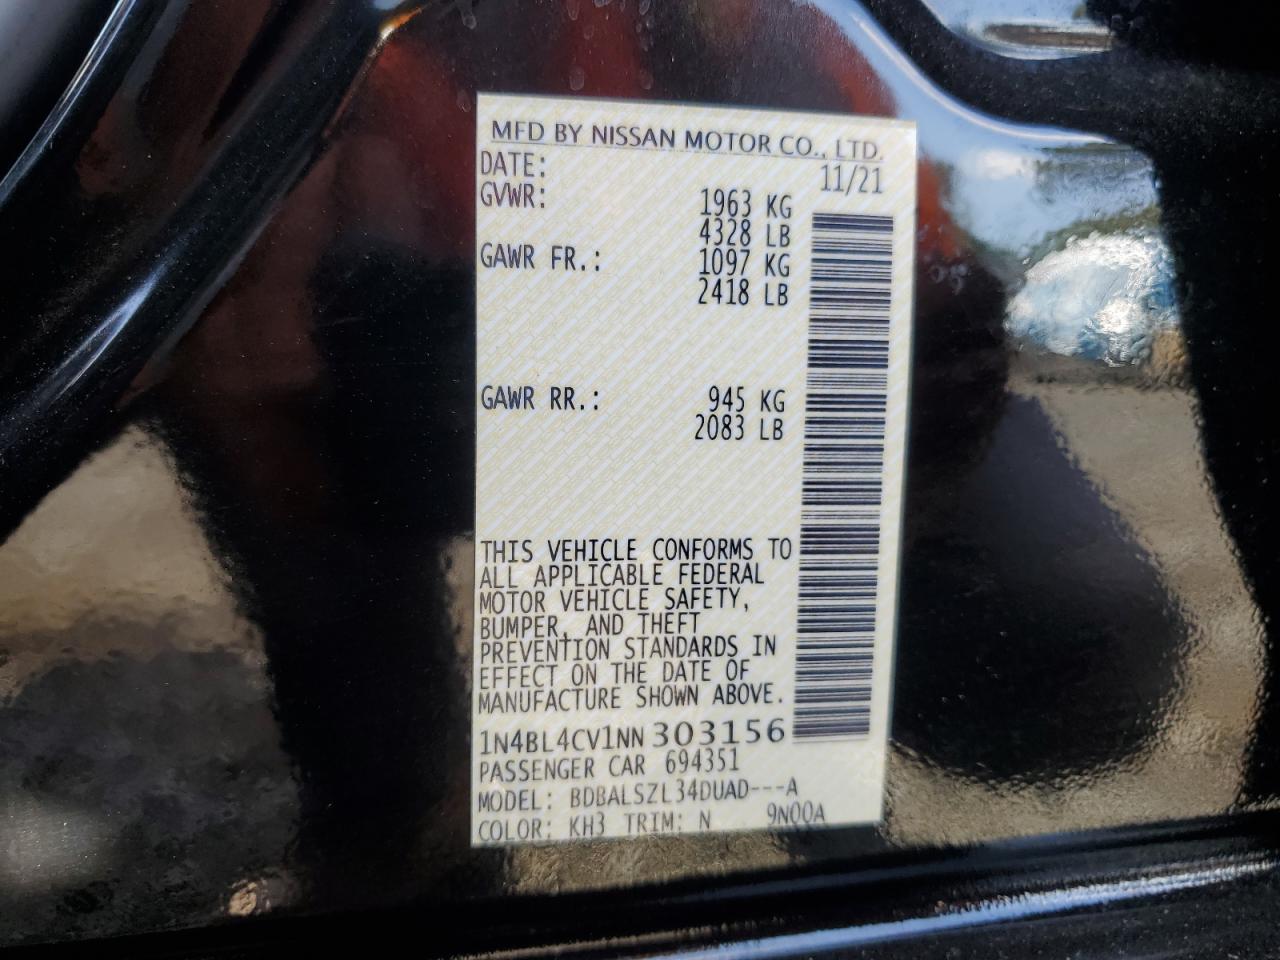 MFD BY NISSAN MOTOR CO., LTD.
DATE: 11/21
GVWR: 1963 KG
4328 LB
GAWR FR.: 1097 KG
2418 LB
GAWR RR.: 945 KG
2083 LB
THIS VEHICLE CONFORMS TO
ALL APPLICABLE FEDERAL
MOTOR VEHICLE SAFETY,
BUMPER, AND THEFT
PREVENTION STANDARDS IN
EFFECT ON THE DATE OF
MANUFACTURE SHOWN ABOVE.
1N4BL4CV1NN303156
PASSENGER CAR 694351
MODEL: BDBALSZL34DUAD---A
COLOR: KH3 TRIM: N 9N00A